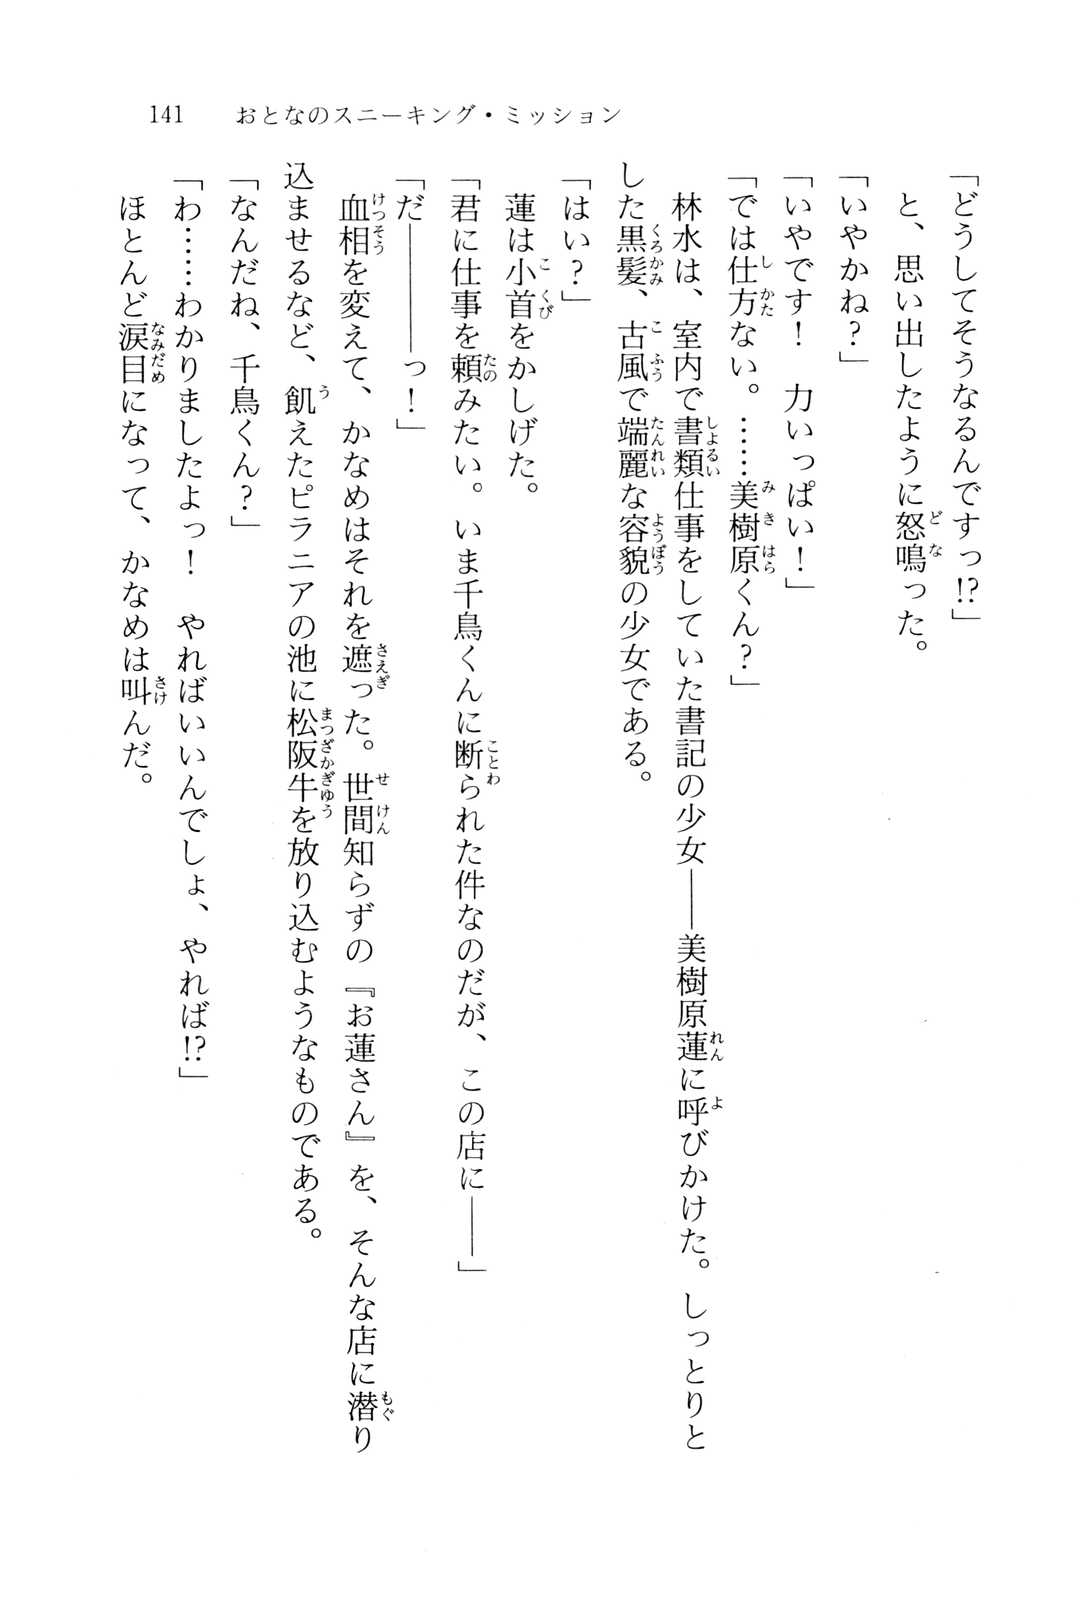 141　おとなのスニーキング・ミッション
「どうしてそうなるんですっ!?」
　と、思い出したように怒鳴った。
「いやかね？」
「いやです！　力いっぱい！」
「では仕方ない。……美樹原くん？」
　林水は、室内で書類仕事をしていた書記の少女――美樹原蓮に呼びかけた。しっとりと
した黒髪、古風で端麗な容貌の少女である。
「はい？」
　蓮は小首をかしげた。
「君に仕事を頼みたい。いま千鳥くんに断られた件なのだが、この店に――」
「だ――――っ！」
　血相を変えて、かなめはそれを遮った。世間知らずの『お蓮さん』を、そんな店に潜り
込ませるなど、飢えたピラニアの池に松阪牛を放り込むようなものである。
「なんだね、千鳥くん？」
「わ……わかりましたよっ！　やればいいんでしょ、やれば!?」
　ほとんど涙目になって、かなめは叫んだ。